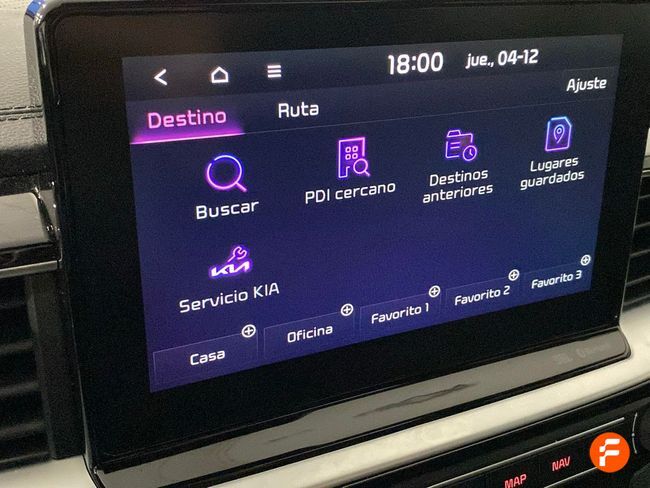 18:00 jue., 04-12
Ajuste
Destino Ruta
Buscar
PDI cercano
Destinos
anteriores
Lugares
guardados
KIA
Servicio KIA
Casa
Oficina
Favorito 1
Favorito 2
Favorito 3
MAP NAV